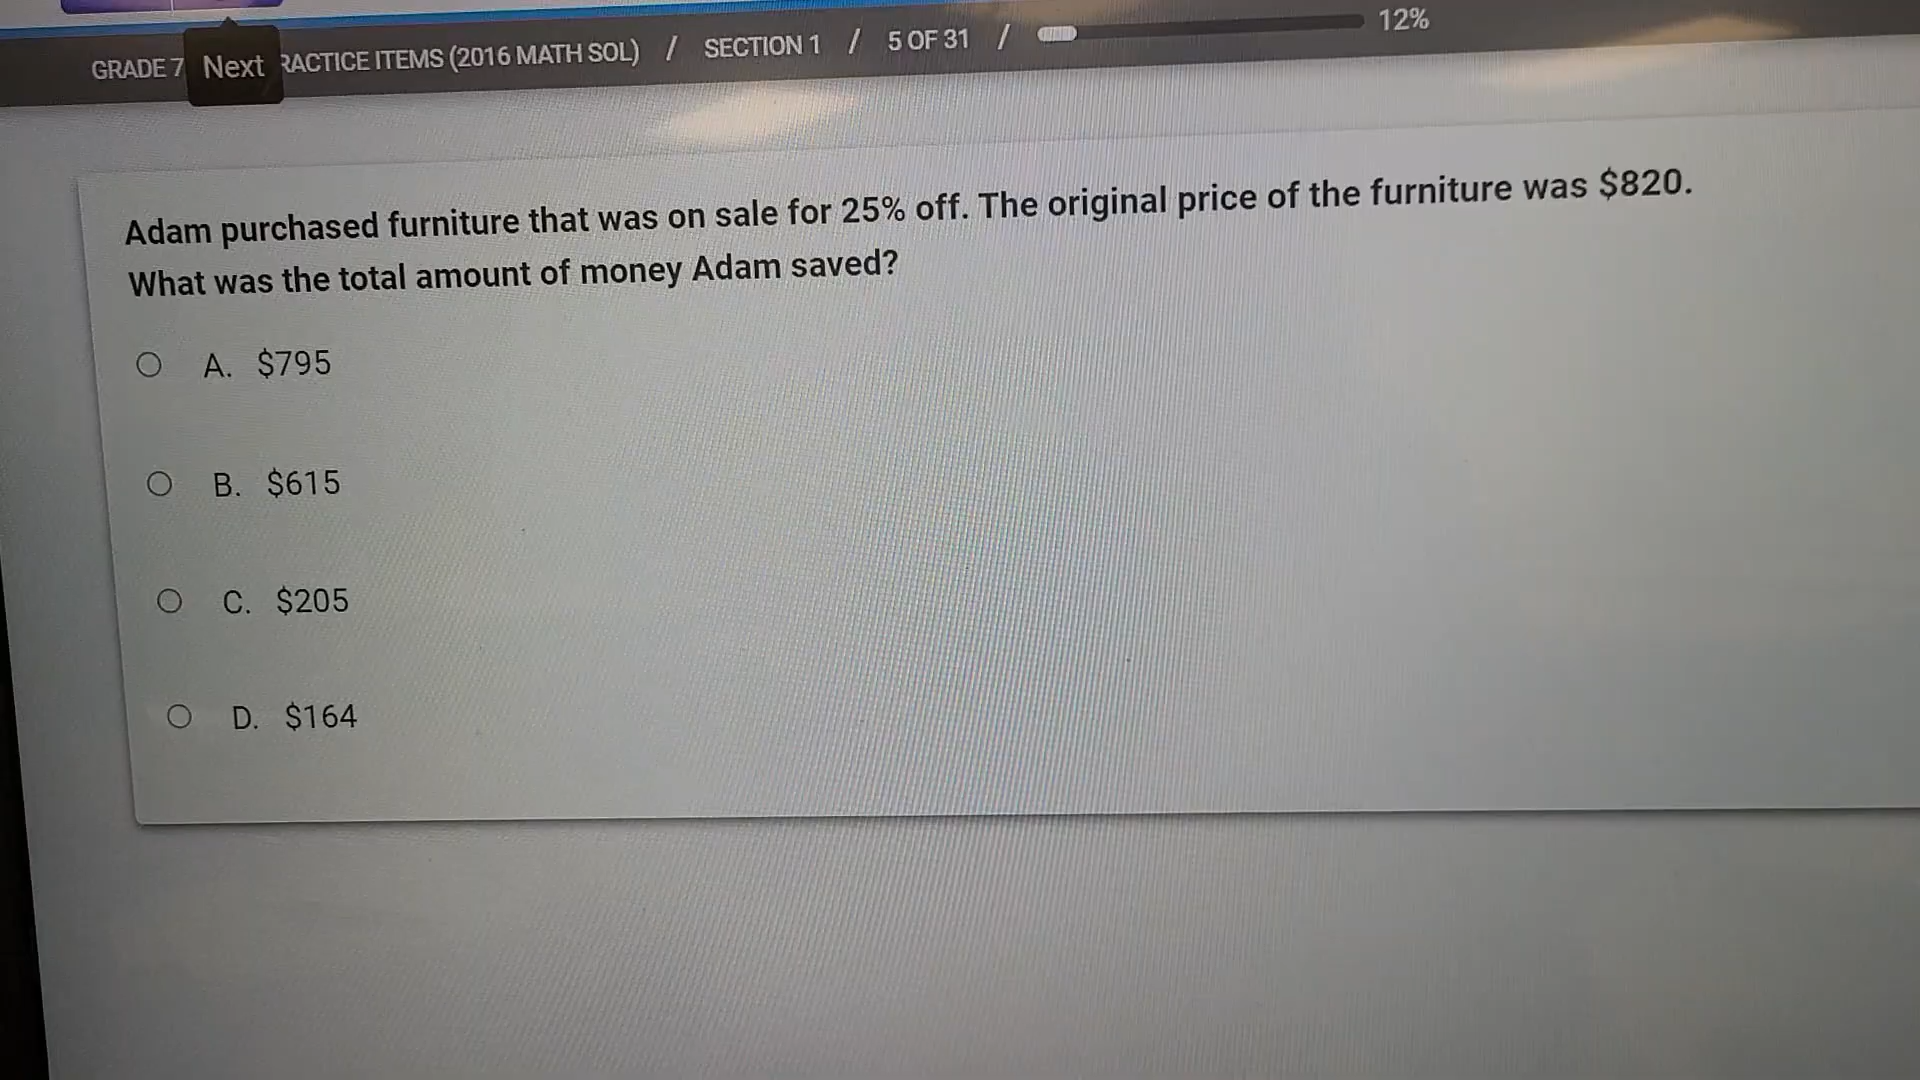 GRADE 7 Next RACTICE ITEMS (2016 MATH SOL) / SECTION 1 / 5 OF 31 / 12%
Adam purchased furniture that was on sale for 25% off. The original price of the furniture was $820.
What was the total amount of money Adam saved?
A. $795
B. $615
C. $205
D. $164